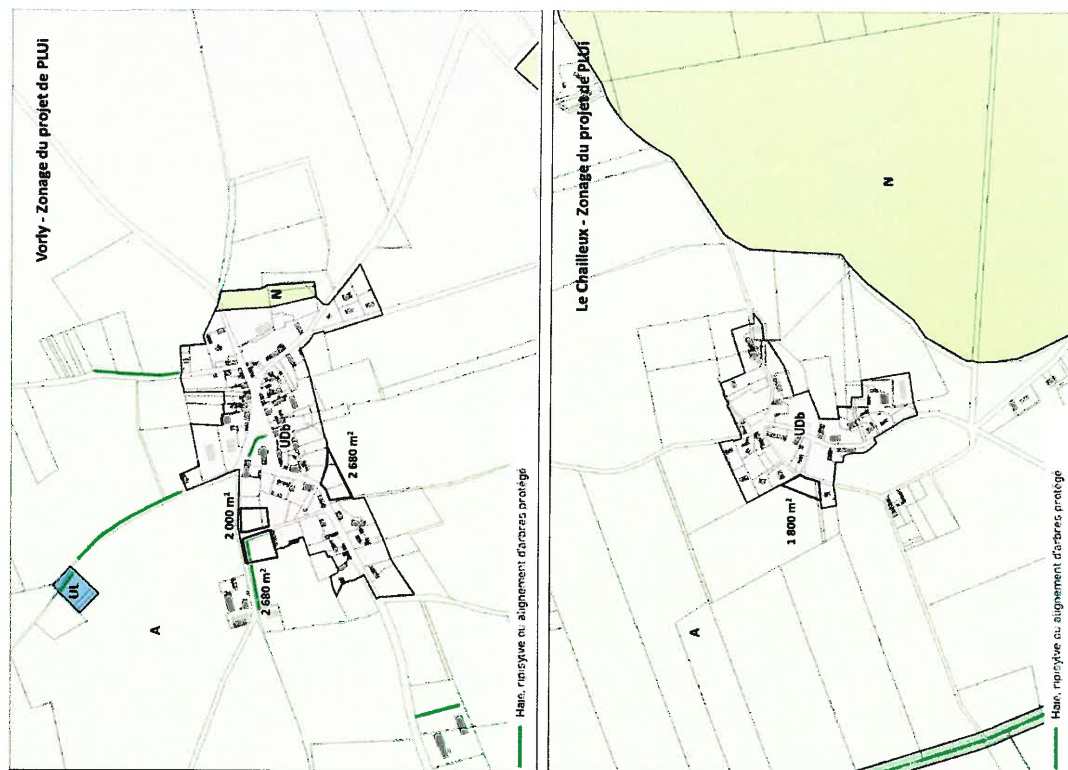 Vorly - Zonage du projet de PLUi
N
UDb
2 680 m²
2 000 m²
2 680 m²
UL
A
Haie, ripisylve ou alignement d'arbres protégé
Le Chailleux - Zonage du projet de PLUi
N
UDb
1 800 m²
A
Haie, ripisylve ou alignement d'arbres protégé